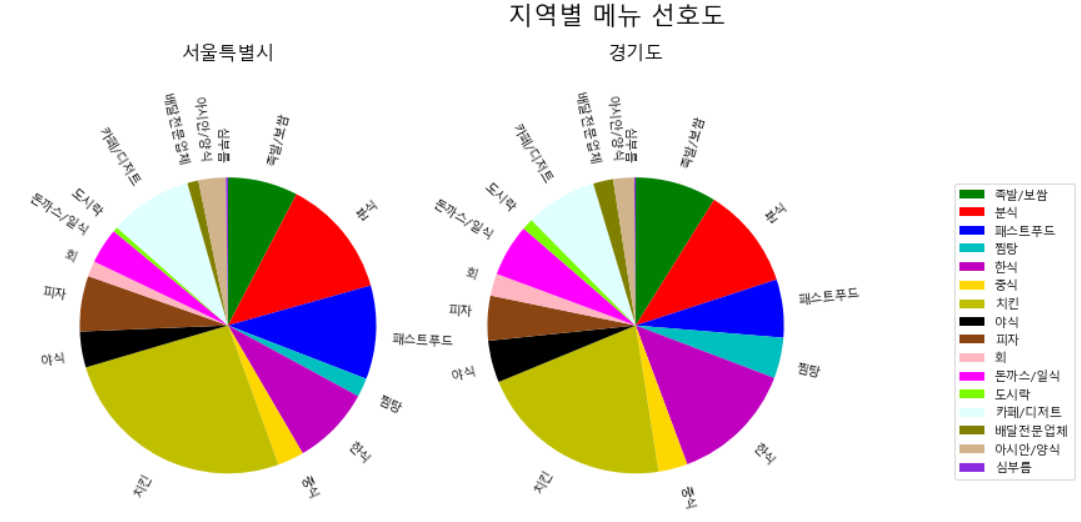 지역별 메뉴 선호도
서울특별시
족발/보쌈
분식
패스트푸드
찜탕
한식
중식
치킨
야식
피자
회
돈까스/일식
도시락
카페/디저트
배달전문업체
아시안/양식
심부름
경기도
족발/보쌈
분식
패스트푸드
찜탕
한식
중식
치킨
야식
피자
회
돈까스/일식
도시락
카페/디저트
배달전문업체
아시안/양식
심부름
족발/보쌈
분식
패스트푸드
찜탕
한식
중식
치킨
야식
피자
회
돈까스/일식
도시락
카페/디저트
배달전문업체
아시안/양식
심부름